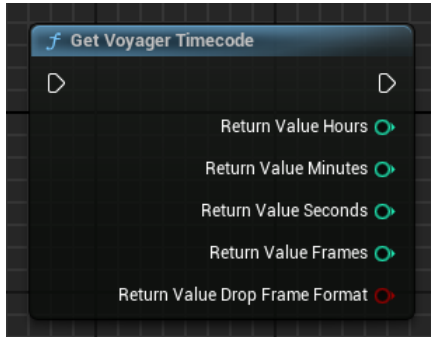 f Get Voyager Timecode
Return Value Hours
Return Value Minutes
Return Value Seconds
Return Value Frames
Return Value Drop Frame Format